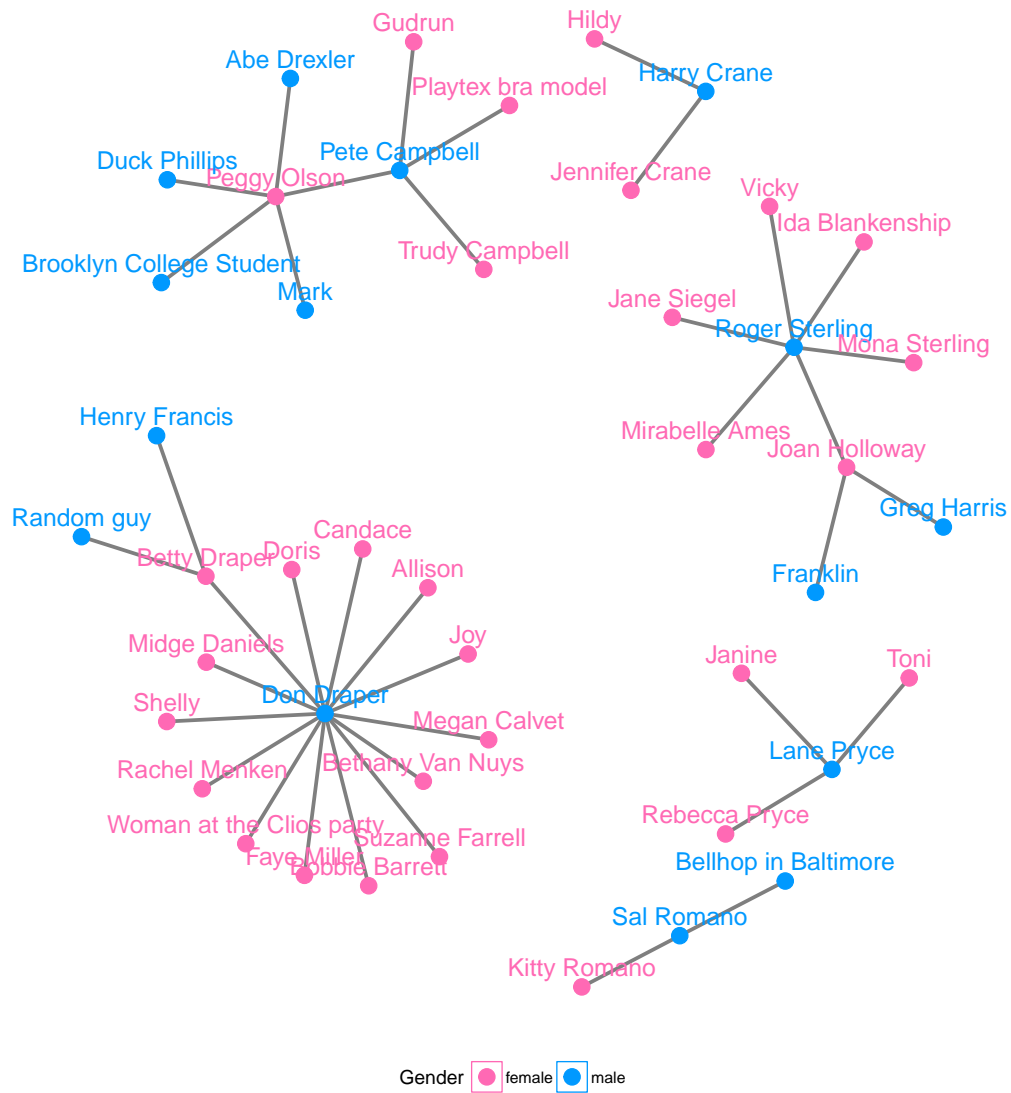 Gudrun
Hildy
Abe Drexler
Harry Crane
Playtex bra model
Pete Campbell
Duck Phillips
Peggy Olson
Jennifer Crane
Vicky
Ida Blankenship
Trudy Campbell
Brooklyn College Student
Mark
Jane Siegel
Roger Sterling
Mona Sterling
Henry Francis
Mirabelle Ames
Joan Holloway
Greg Harris
Random guy
Candace
Betty Draper
Doris
Allison
Franklin
Midge Daniels
Joy
Janine
Toni
Shelly
Don Draper
Megan Calvet
Lane Pryce
Rachel Menken
Bethany Van Nuys
Rebecca Pryce
Woman at the Clios party
Suzanne Farrell
Faye Miller
Bobbie Barrett
Bellhop in Baltimore
Sal Romano
Kitty Romano
Gender female male